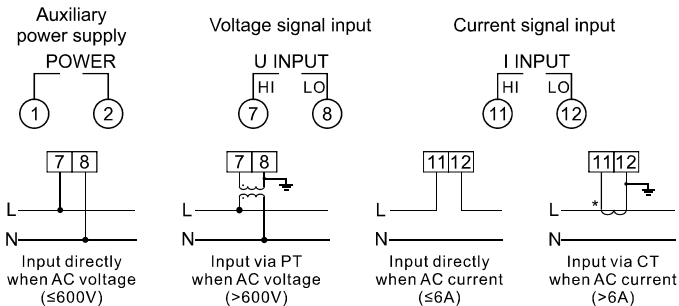 Auxiliary
power supply
POWER
1 2
Voltage signal input
U INPUT
HI LO
7 8
Current signal input
I INPUT
HI LO
11 12
7 8
L
N
Input directly
when AC voltage
(≤600V)
7 8
L
N
Input via PT
when AC voltage
(>600V)
11 12
L
N
Input directly
when AC current
(≤6A)
11 12
*
L
N
Input via CT
when AC current
(>6A)